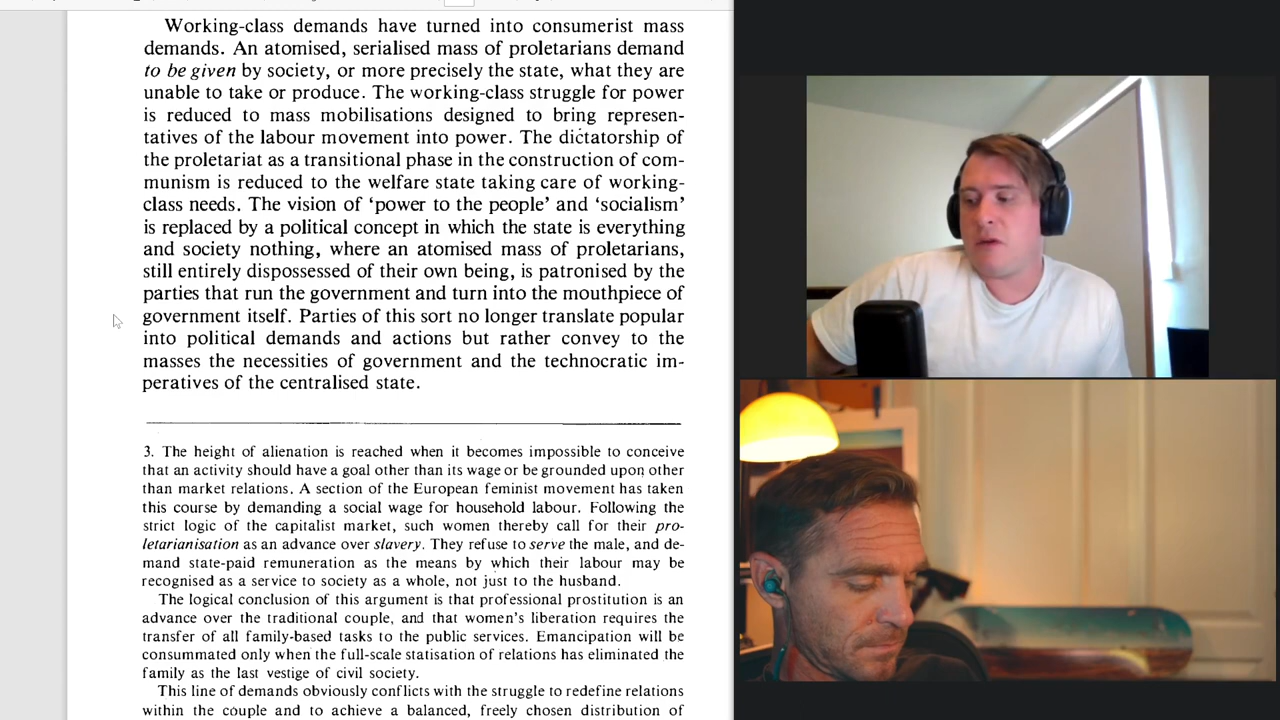 Working-class demands have turned into consumerist mass
demands. An atomised, serialised mass of proletarians demand
to be given by society, or more precisely the state, what they are
unable to take or produce. The working-class struggle for power
is reduced to mass mobilisations designed to bring represen-
tatives of the labour movement into power. The dictatorship of
the proletariat as a transitional phase in the construction of com-
munism is reduced to the welfare state taking care of working-
class needs. The vision of ‘power to the people’ and ‘socialism’
is replaced by a political concept in which the state is everything
and society nothing, where an atomised mass of proletarians,
still entirely dispossessed of their own being, is patronised by the
parties that run the government and turn into the mouthpiece of
government itself. Parties of this sort no longer translate popular
into political demands and actions but rather convey to the
masses the necessities of government and the technocratic im-
peratives of the centralised state.
3. The height of alienation is reached when it becomes impossible to conceive
that an activity should have a goal other than its wage or be grounded upon other
than market relations. A section of the European feminist movement has taken
this course by demanding a social wage for household labour. Following the
strict logic of the capitalist market, such women thereby call for their pro-
letarianisation as an advance over slavery. They refuse to serve the male, and de-
mand state-paid remuneration as the means by which their labour may be
recognised as a service to society as a whole, not just to the husband.
The logical conclusion of this argument is that professional prostitution is an
advance over the traditional couple, and that women’s liberation requires the
transfer of all family-based tasks to the public services. Emancipation will be
consummated only when the full-scale statisation of relations has eliminated the
family as the last vestige of civil society.
This line of demands obviously conflicts with the struggle to redefine relations
within the couple and to achieve a balanced, freely chosen distribution of